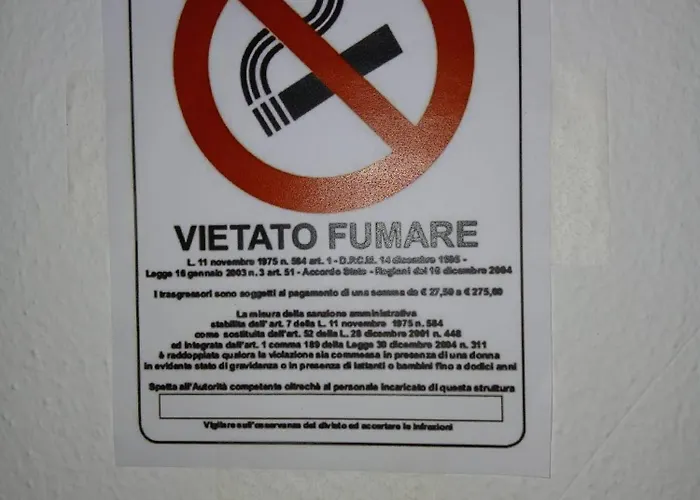 VIETATO FUMARE
L. 11 novembre 1975 n. 584 art. 1 - D.P.C.M. 14 dicembre 1995 -
Legge 16 gennaio 2003 n. 3 art. 51 - Accordo Stato - Regioni del 16 dicembre 2004
I trasgressori sono soggetti al pagamento di una somma da € 27,50 a € 275,00
La misura della sanzione amministrativa
stabilita dall'art. 7 della L. 11 novembre 1975 n. 584
come sostituita dall'art. 52 della L. 28 dicembre 2001 n. 448
ed integrata dall'art. 1 comma 189 della Legge 30 dicembre 2004 n. 311
è raddoppiata qualora la violazione sia commessa in presenza di una donna
in evidente stato di gravidanza o in presenza di lattanti o bambini fino a dodici anni
Spetta all'Autorità competente oltrechè al personale incaricato di questa struttura
Vigilare sull'osservanza del divieto ed accertare le infrazioni